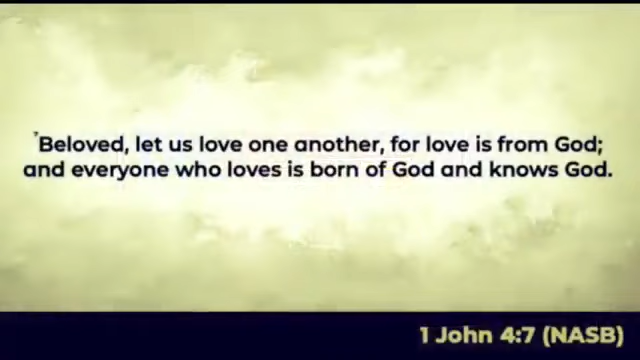 ⁷Beloved, let us love one another, for love is from God;
and everyone who loves is born of God and knows God.
1 John 4:7 (NASB)